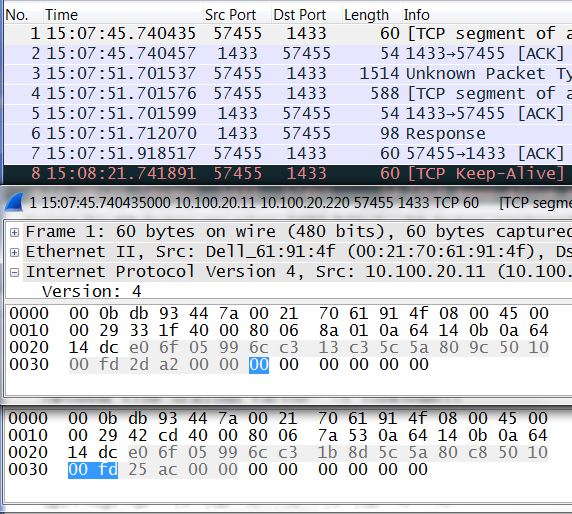 No. Time Src Port Dst Port Length Info
1 15:07:45.740435 57455 1433 60 [TCP segment of a
2 15:07:45.740457 1433 57455 54 1433→57455 [ACK]
3 15:07:51.701537 57455 1433 1514 Unknown Packet Ty
4 15:07:51.701576 57455 1433 588 [TCP segment of a
5 15:07:51.701599 1433 57455 54 1433→57455 [ACK]
6 15:07:51.712070 1433 57455 98 Response
7 15:07:51.918517 57455 1433 60 57455→1433 [ACK]
8 15:08:21.741891 57455 1433 60 [TCP Keep-Alive]
1 15:07:45.740435000 10.100.20.11 10.100.20.220 57455 1433 TCP 60 [TCP segme
Frame 1: 60 bytes on wire (480 bits), 60 bytes captured
Ethernet II, Src: Dell_61:91:4f (00:21:70:61:91:4f), Ds
Internet Protocol Version 4, Src: 10.100.20.11 (10.100.
Version: 4
0000 00 0b db 93 44 7a 00 21 70 61 91 4f 08 00 45 00
0010 00 29 33 1f 40 00 80 06 8a 01 0a 64 14 0b 0a 64
0020 14 dc e0 6f 05 99 6c c3 13 c3 5c 5a 80 9c 50 10
0030 00 fd 2d a2 00 00 00 00 00 00 00 00
0000 00 0b db 93 44 7a 00 21 70 61 91 4f 08 00 45 00
0010 00 29 42 cd 40 00 80 06 7a 53 0a 64 14 0b 0a 64
0020 14 dc e0 6f 05 99 6c c3 1b 8d 5c 5a 80 c8 50 10
0030 00 fd 25 ac 00 00 00 00 00 00 00 00